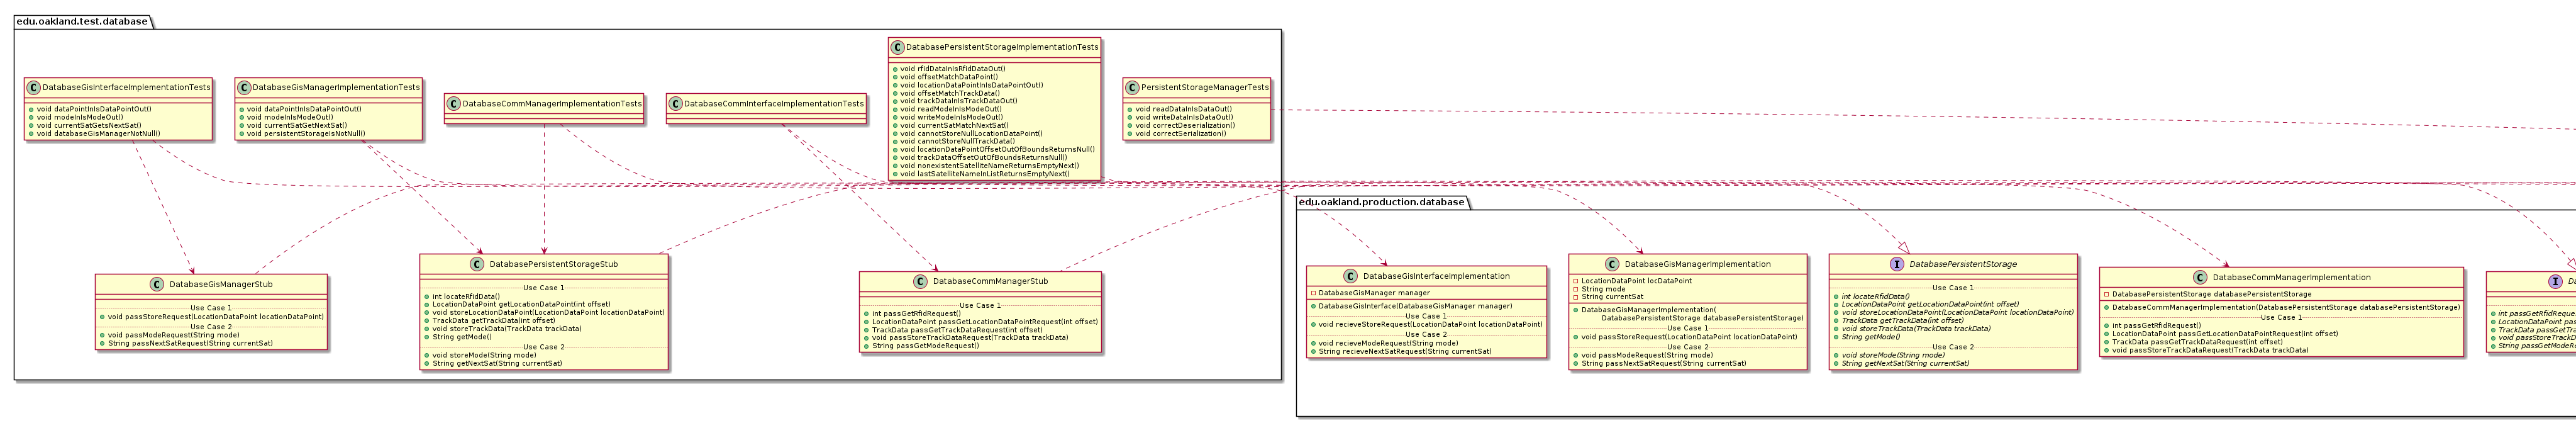 edu.oakland.test.database
DatabaseGisInterfaceImplementationTests
void dataPointInIsDataPointOut()
void modeInIsModeOut()
void currentSatGetsNextSat()
void databaseGisManagerNotNull()
DatabaseGisManagerImplementationTests
void dataPointInIsDataPointOut()
void modeInIsModeOut()
void currentSatGetNextSat()
void persistentStorageIsNotNull()
DatabaseCommManagerImplementationTests
DatabaseCommInterfaceImplementationTests
DatabasePersistentStorageImplementationTests
void rfidDataInIsRfidDataOut()
void offsetMatchDataPoint()
void locationDataPointInIsDataPointOut()
void offsetMatchTrackData()
void trackDataInIsTrackDataOut()
void readModeInIsModeOut()
void writeModeInIsModeOut()
void currentSatMatchNextSat()
void cannotStoreNullLocationDataPoint()
void cannotStoreNullTrackData()
void locationDataPointOffsetOutOfBoundsReturnsNull()
void trackDataOffsetOutOfBoundsReturnsNull()
void nonexistentSatelliteNameReturnsEmptyNext()
void lastSatelliteNameInListReturnsEmptyNext()
PersistentStorageManagerTests
void readDataInIsDataOut()
void writeDataInIsDataOut()
void correctDeserialization()
void correctSerialization()
DatabaseGisManagerStub
Use Case 1
void passStoreRequest(LocationDataPoint locationDataPoint)
Use Case 2
void passModeRequest(String mode)
String passNextSatRequest(String currentSat)
DatabasePersistentStorageStub
Use Case 1
int locateRfidData()
LocationDataPoint getLocationDataPoint(int offset)
void storeLocationDataPoint(LocationDataPoint locationDataPoint)
TrackData getTrackData(int offset)
void storeTrackData(TrackData trackData)
String getMode()
Use Case 2
void storeMode(String mode)
String getNextSat(String currentSat)
DatabaseCommManagerStub
Use Case 1
int passGetRfidRequest()
LocationDataPoint passGetLocationDataPointRequest(int offset)
TrackData passGetTrackDataRequest(int offset)
void passStoreTrackDataRequest(TrackData trackData)
String passGetModeRequest()
edu.oakland.production.database
DatabaseGisInterfaceImplementation
DatabaseGisManager manager
DatabaseGisInterface(DatabaseGisManager manager)
Use Case 1
void recieveStoreRequest(LocationDataPoint locationDataPoint)
Use Case 2
void recieveModeRequest(String mode)
String recieveNextSatRequest(String currentSat)
DatabaseGisManagerImplementation
LocationDataPoint locDataPoint
String mode
String currentSat
DatabaseGisManagerImplementation(
DatabasePersistentStorage databasePersistentStorage)
Use Case 1
void passStoreRequest(LocationDataPoint locationDataPoint)
Use Case 2
void passModeRequest(String mode)
String passNextSatRequest(String currentSat)
DatabasePersistentStorage
Use Case 1
int locateRfidData()
LocationDataPoint getLocationDataPoint(int offset)
void storeLocationDataPoint(LocationDataPoint locationDataPoint)
TrackData getTrackData(int offset)
void storeTrackData(TrackData trackData)
String getMode()
Use Case 2
void storeMode(String mode)
String getNextSat(String currentSat)
DatabaseCommManagerImplementation
DatabasePersistentStorage databasePersistentStorage
DatabaseCommManagerImplementation(DatabasePersistentStorage databasePersistentStorage)
Use Case 1
int passGetRfidRequest()
LocationDataPoint passGetLocationDataPointRequest(int offset)
TrackData passGetTrackDataRequest(int offset)
void passStoreTrackDataRequest(TrackData trackData)
int
LocationDataPoint
TrackData
void
String